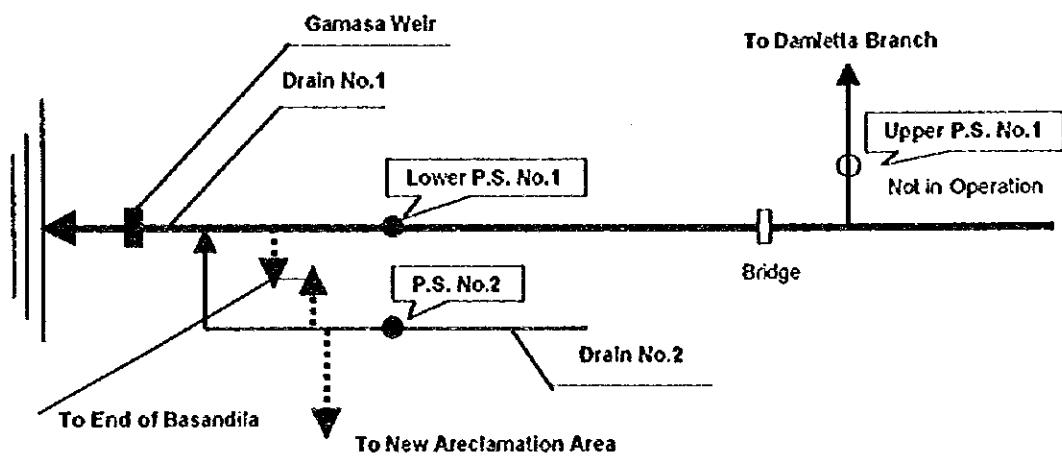 Gamasa Weir
To Damietta Branch
Drain No.1
Upper P.S. No.1
Lower P.S. No.1
Not in Operation
Bridge
P.S. No.2
Drain No.2
To End of Basandila
To New Areclamation Area